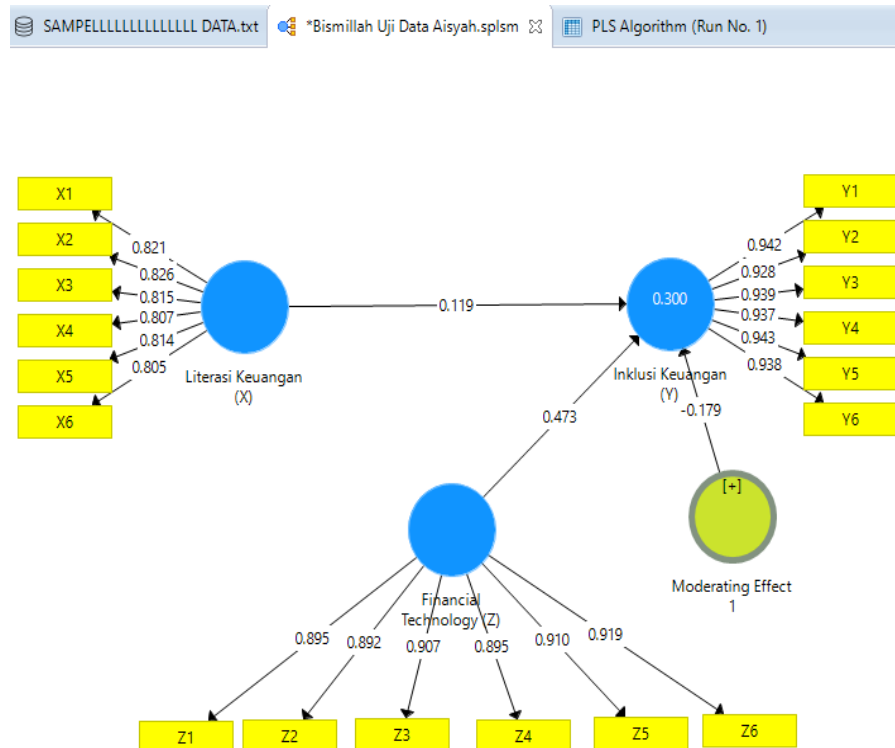 SAMPELLLLLLLLLLLLLL DATA.txt
*Bismillah Uji Data Aisyah.splsm
PLS Algorithm (Run No. 1)
X1
X2
X3
X4
X5
X6
0.821
0.826
0.815
0.807
0.814
0.805
Literasi Keuangan
(X)
0.119
0.300
Inklusi Keuangan
(Y)
0.942
0.928
0.939
0.937
0.943
0.938
Y1
Y2
Y3
Y4
Y5
Y6
0.473
-0.179
[+]
Moderating Effect
1
Financial
Technology (Z)
0.895
0.892
0.907
0.895
0.910
0.919
Z1
Z2
Z3
Z4
Z5
Z6